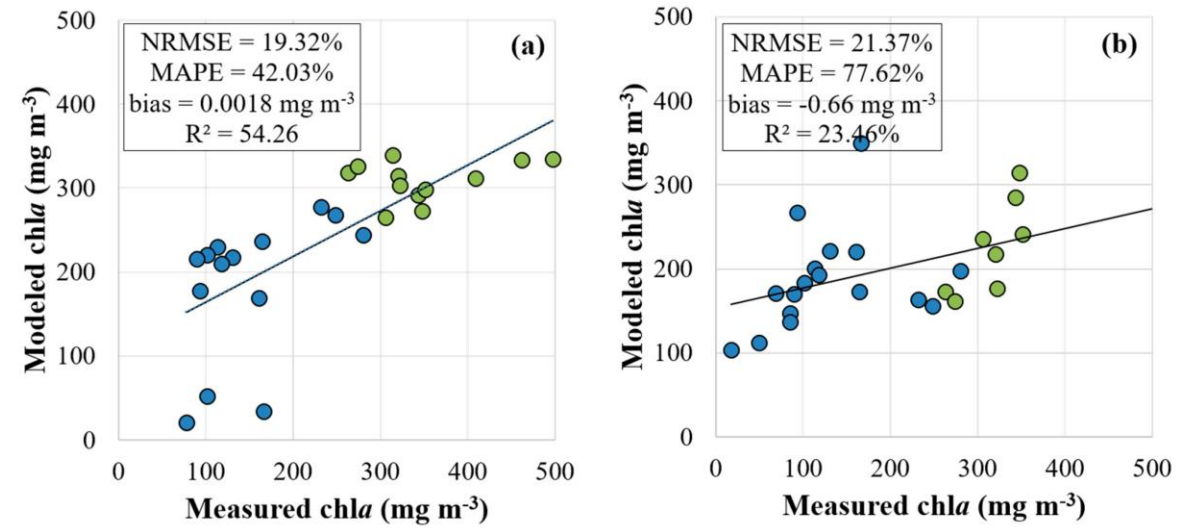 500
400
300
200
100
0
Modeled chla (mg m⁻³)
NRMSE = 19.32%
MAPE = 42.03%
bias = 0.0018 mg m⁻³
R² = 54.26
(a)
0 100 200 300 400 500
Measured chla (mg m⁻³)
500
400
300
200
100
0
Modeled chla (mg m⁻³)
NRMSE = 21.37%
MAPE = 77.62%
bias = -0.66 mg m⁻³
R² = 23.46%
(b)
0 100 200 300 400 500
Measured chla (mg m⁻³)